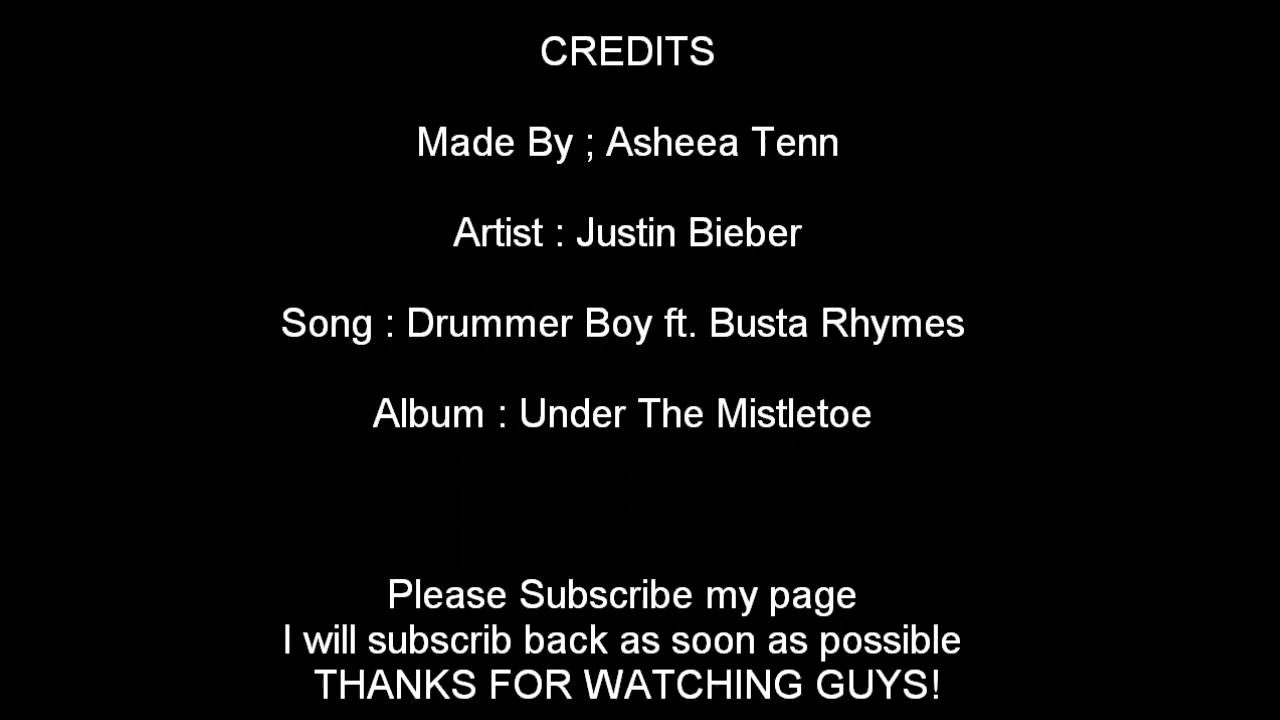 CREDITS
Made By ; Asheea Tenn
Artist : Justin Bieber
Song : Drummer Boy ft. Busta Rhymes
Album : Under The Mistletoe
Please Subscribe my page
I will subscrib back as soon as possible
THANKS FOR WATCHING GUYS!